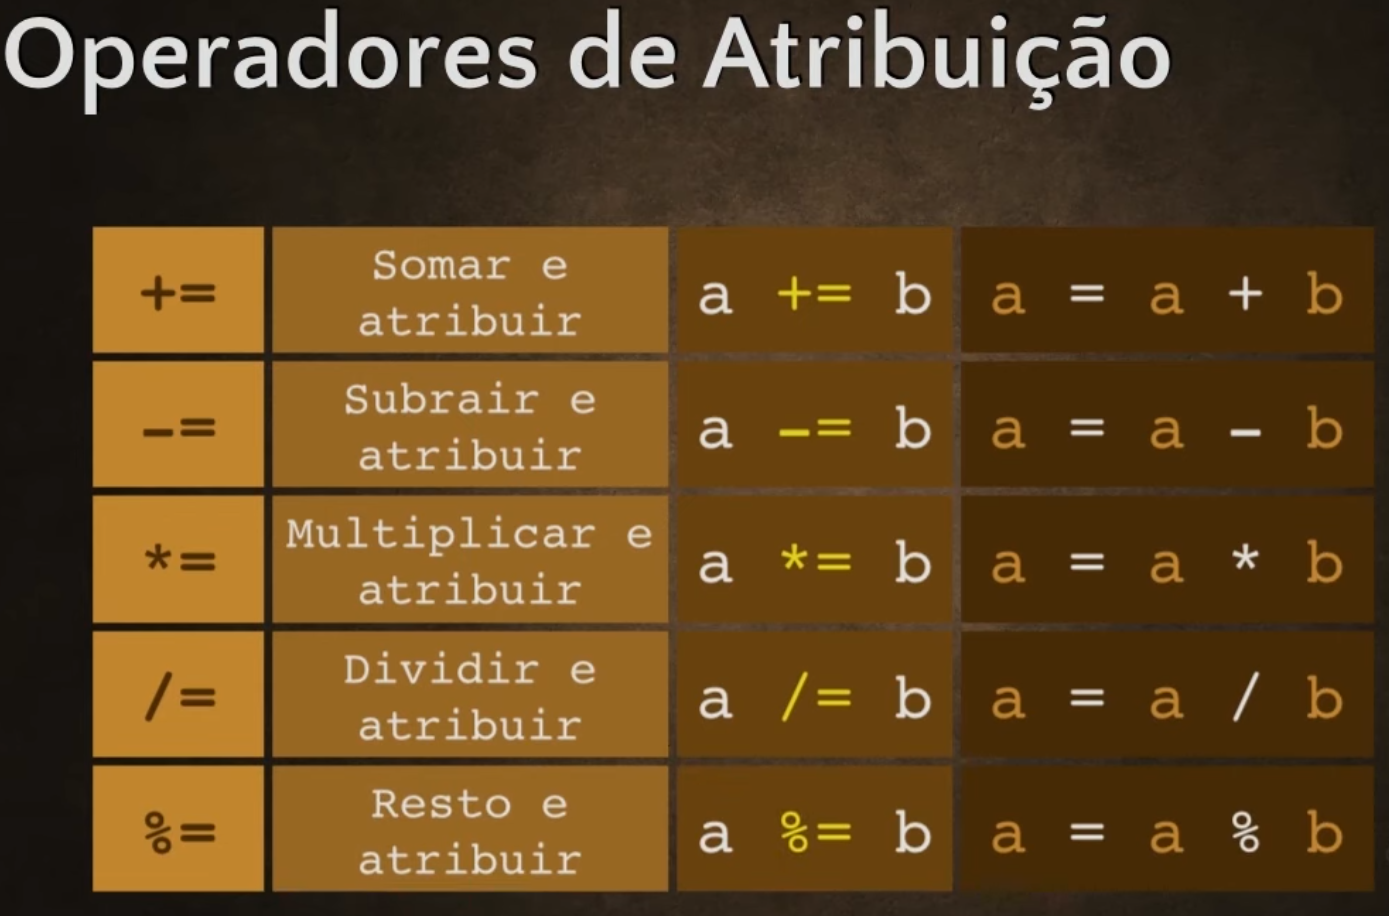 Operadores de Atribuição
+=
Somar e
atribuir
a += b
a = a + b
-=
Subrair e
atribuir
a -= b
a = a - b
*=
Multiplicar e
atribuir
a *= b
a = a * b
/=
Dividir e
atribuir
a /= b
a = a / b
%=
Resto e
atribuir
a %= b
a = a % b